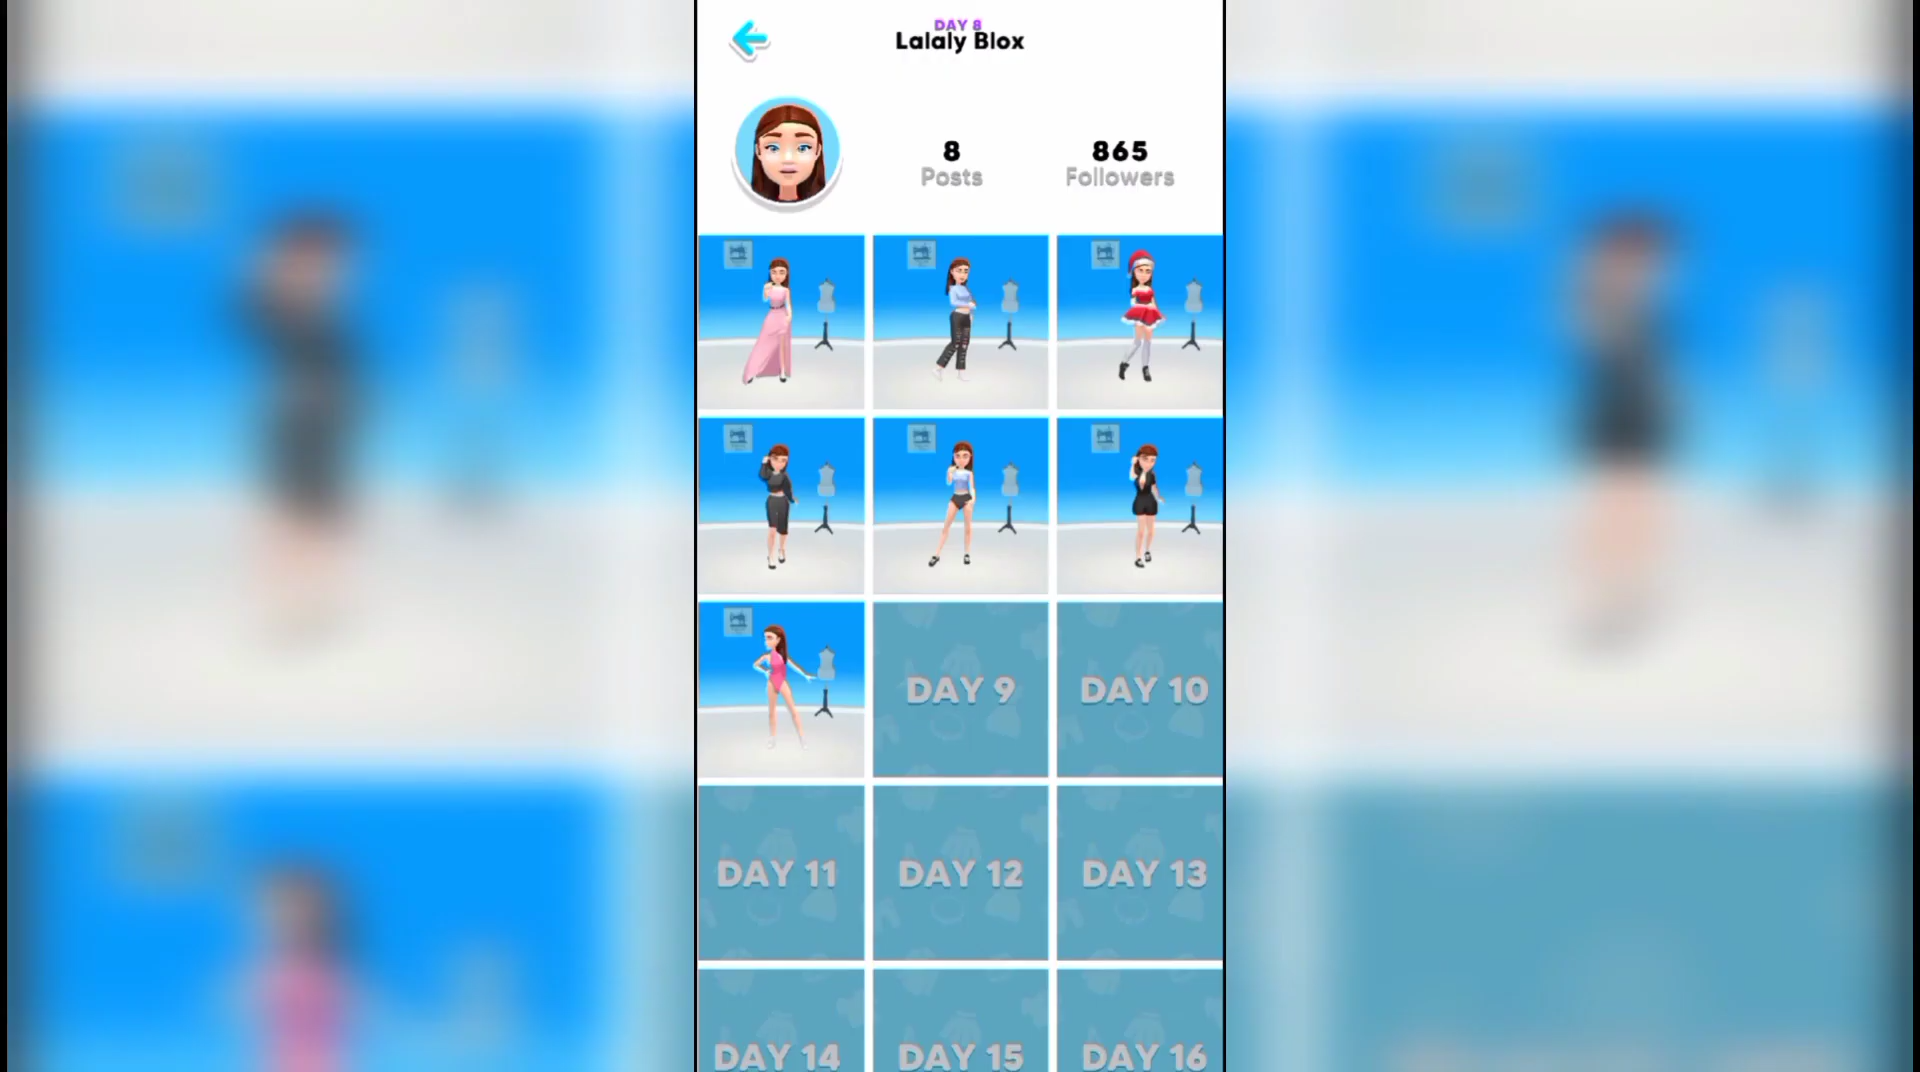 DAY 8
Lalaly Blox
8
Posts
865
Followers
DAY 9
DAY 10
DAY 11
DAY 12
DAY 13
DAY 14
DAY 15
DAY 16